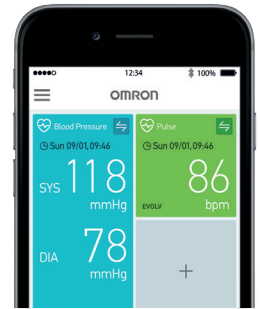 12:34 100%
OMRON
Blood Pressure
Sun 09/01,09:46
SYS 118
mmHg
DIA 78
mmHg
Pulse
Sun 09/01,09:46
86
EVOLV bpm
+